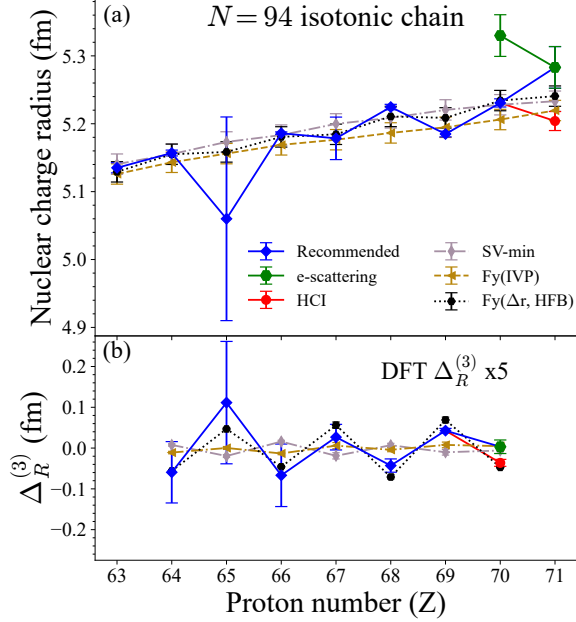 (a)
N = 94 isotonic chain
Nuclear charge radius (fm)
5.3
5.2
5.1
5.0
4.9
Recommended
e-scattering
HCI
SV-min
Fy(IVP)
Fy(Δr, HFB)
(b)
DFT Δ_R^(3) x5
Δ_R^(3) (fm)
0.2
0.1
0.0
−0.1
−0.2
63 64 65 66 67 68 69 70 71
Proton number (Z)